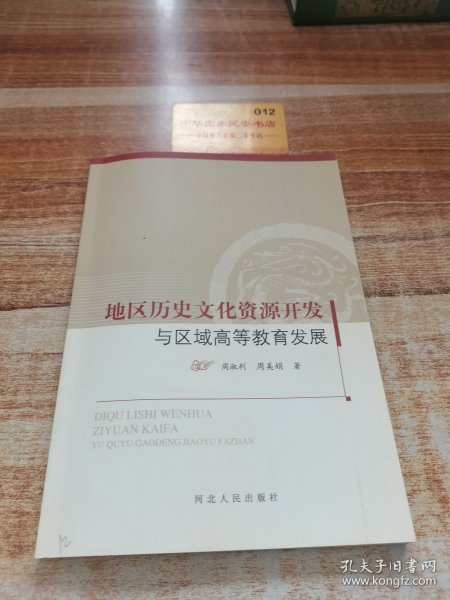 012
地区历史文化资源开发
与区域高等教育发展
周淑利 周美娟 著
DIQU LISHI WENHUA
ZIYUAN KAIFA
YU QUYU GAODENG JIAOYU FAZHAN
河北人民出版社
12
孔夫子旧书网
www.kongfz.com